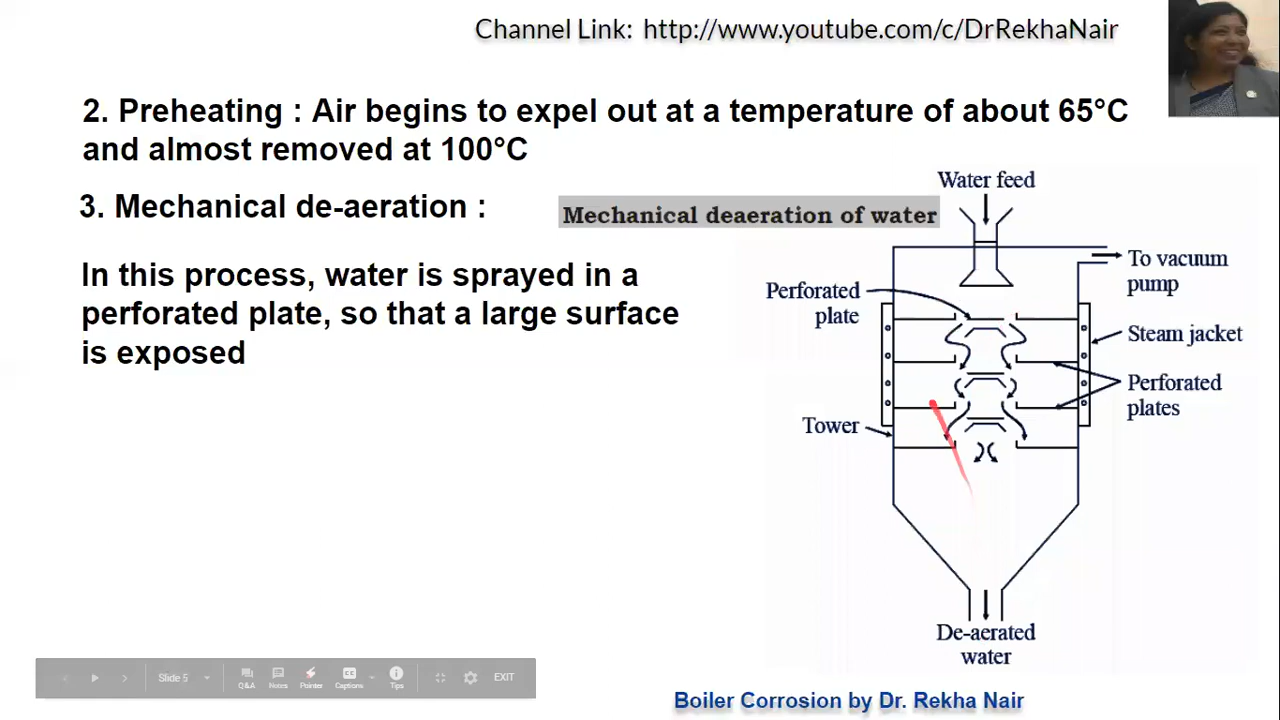 Channel Link: http://www.youtube.com/c/DrRekhaNair
2. Preheating : Air begins to expel out at a temperature of about 65°C
and almost removed at 100°C
3. Mechanical de-aeration :
Mechanical deaeration of water
In this process, water is sprayed in a
perforated plate, so that a large surface
is exposed
Water feed
To vacuum
pump
Perforated
plate
Steam jacket
Perforated
plates
Tower
De-aerated
water
Slide 5
Q&A
Notes
Pointer
CC
Captions
Tips
EXIT
Boiler Corrosion by Dr. Rekha Nair